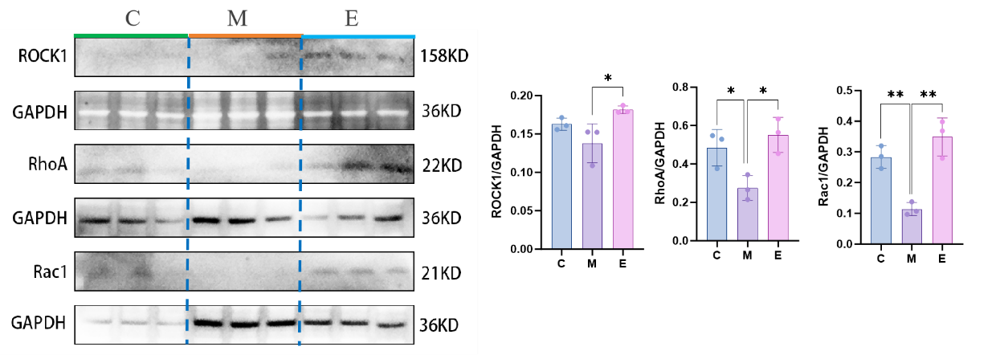 C M E
ROCK1 158KD
GAPDH 36KD
RhoA 22KD
GAPDH 36KD
Rac1 21KD
GAPDH 36KD
ROCK1/GAPDH
0.20
0.15
0.10
0.05
0.00
*
C M E
RhoA/GAPDH
0.8
0.6
0.4
0.2
0.0
* *
C M E
Rac1/GAPDH
0.5
0.4
0.3
0.2
0.1
0.0
** **
C M E